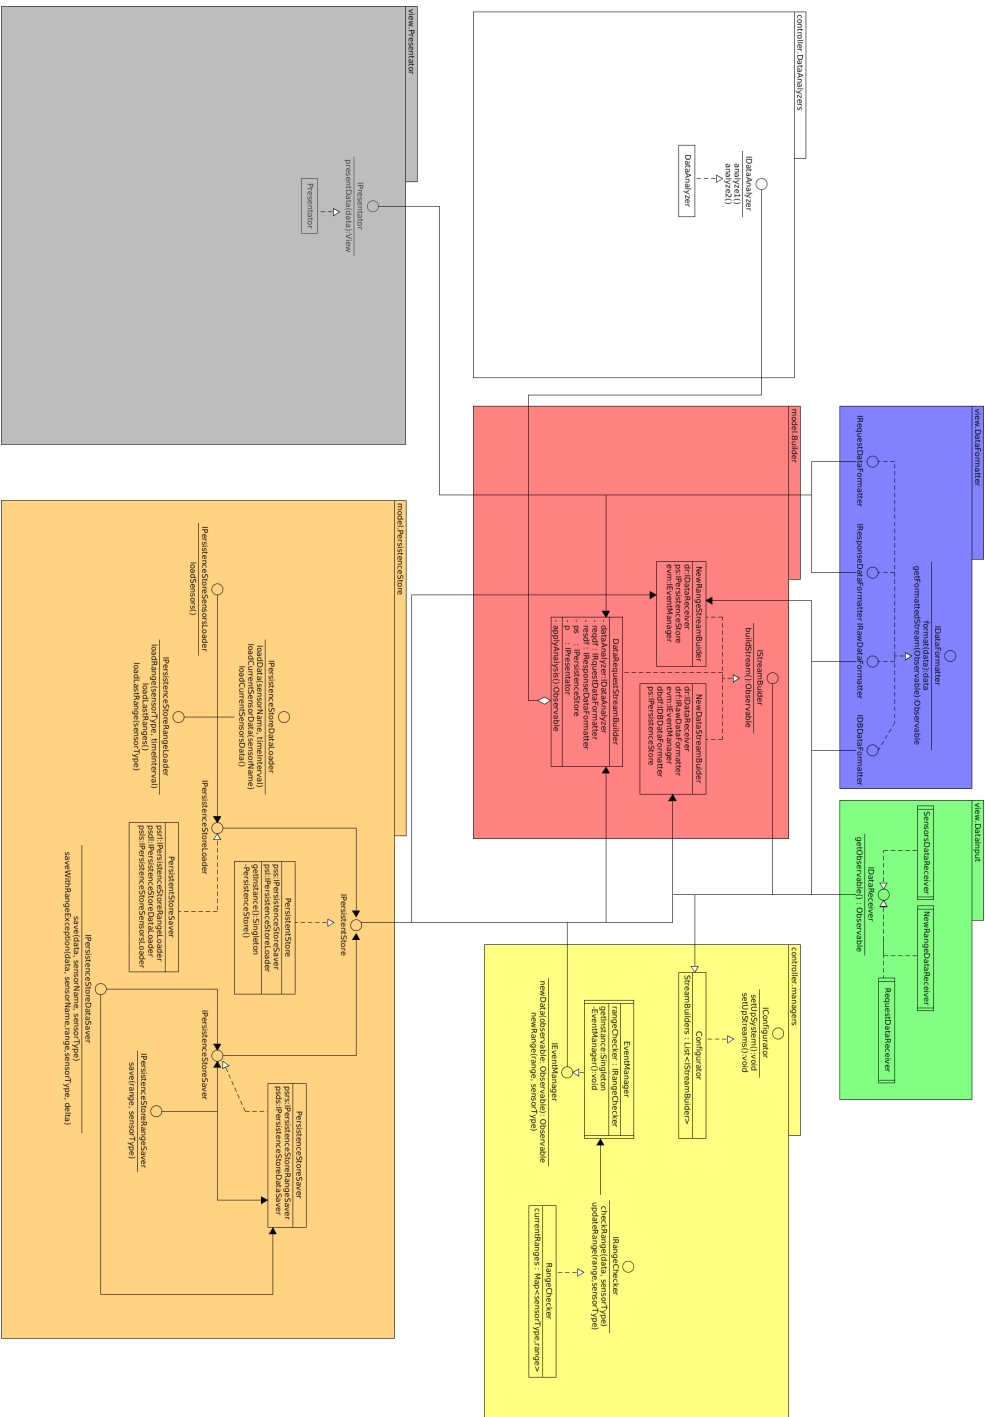 view.DataFormatter
IDataFormatter
format(data):data
getFormattedStream(Observable):Observable
IRequestDataFormatter
IResponseDataFormatter
IRawDataFormatter
IDBDataFormatter
view.DataInput
SensorsDataReceiver
NewRangeDataReceiver
RequestDataReceiver
IDataReceiver
getObservable() : Observable
controller.DataAnalyzers
IDataAnalyzer
analyze1()
analyze2()
DataAnalyzer
model.Builder
IStreamBuider
buildStream():Observable
NewRangeStreamBuider
dr:IDataReceiver
ps:IPersistenceStore
evm:IEventManager
NewDataStreamBuider
dr:IDataReceiver
drf:IRawDataFormatter
evm:IEventManager
dbdf:IDBDataFormatter
ps:IPersistenceStore
DataRequestStreamBuilder
- dataAnalyzer:IDataAnalyzer
- reqdf : IRquestDataFormatter
- resdf : IResponseDataFormatter
- ps : IPersistenceStore
- p : IPresentator
- applyAnalysis():Observable
controller.managers
IConfigurator
setUpSystem():void
setUpStreams():void
Configurator
StreamBuilders : List<IStreamBuider>
EventManager
rangeChecker : IRangeChecker
getInstance:Singleton
-EventManager():void
IEventManager
newData(observable: Observable): Observable
newRange(range, sensorType)
IRangeChecker
checkRange(data, sensorType)
updateRange(range,sensorType)
RangeChecker
currentRanges : Map<sensorType,range>
view.Presentator
IPresentator
presentData(data):View
Presentator
model.PersistenceStore
IPersistenceStoreSensorsLoader
loadSensors()
IPersistenceStoreDataLoader
loadData(sensorName, timeInterval)
loadCurrentSensorData(sensorName)
loadCurrentSensorsData()
IPersistenceStoreRangeLoader
loadRange(sensorType, timeInterval)
loadLastRanges()
loadLastRange(sensorType)
IPersistenceStoreLoader
IPersistentStore
PersistentStore
pss:IPersistenceStoreSaver
psl:IPersistenceStoreLoader
getInstance():Singleton
-PersistenceStore()
PersistentStoreSaver
psrl:IPersistenceStoreRangeLoader
psdl:IPersistenceStoreDataLoader
psls:IPersistenceStoreSensorsLoader
IPersistenceStoreSaver
PersistenceStoreSaver
psrs:IPersistenceStoreRangeSaver
psds:IPersistenceStoreDataSaver
IPersistenceStoreRangeSaver
save(range, sensorType)
IPersistenceStoreDataSaver
save(data, sensorName, sensorType)
saveWithRangeException(data, sensorName,range,sensorType, delta)